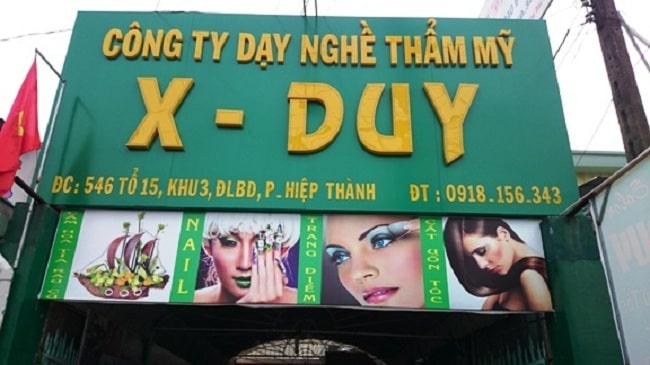 CÔNG TY DẠY NGHỀ THẨM MỸ
X - DUY
ĐC: 546 TỔ 15, KHU3, ĐLBD, P_HIỆP THÀNH ĐT: 0918.156.343
NAIL
TRANG ĐIỂM
CẮT UỐN TÓC